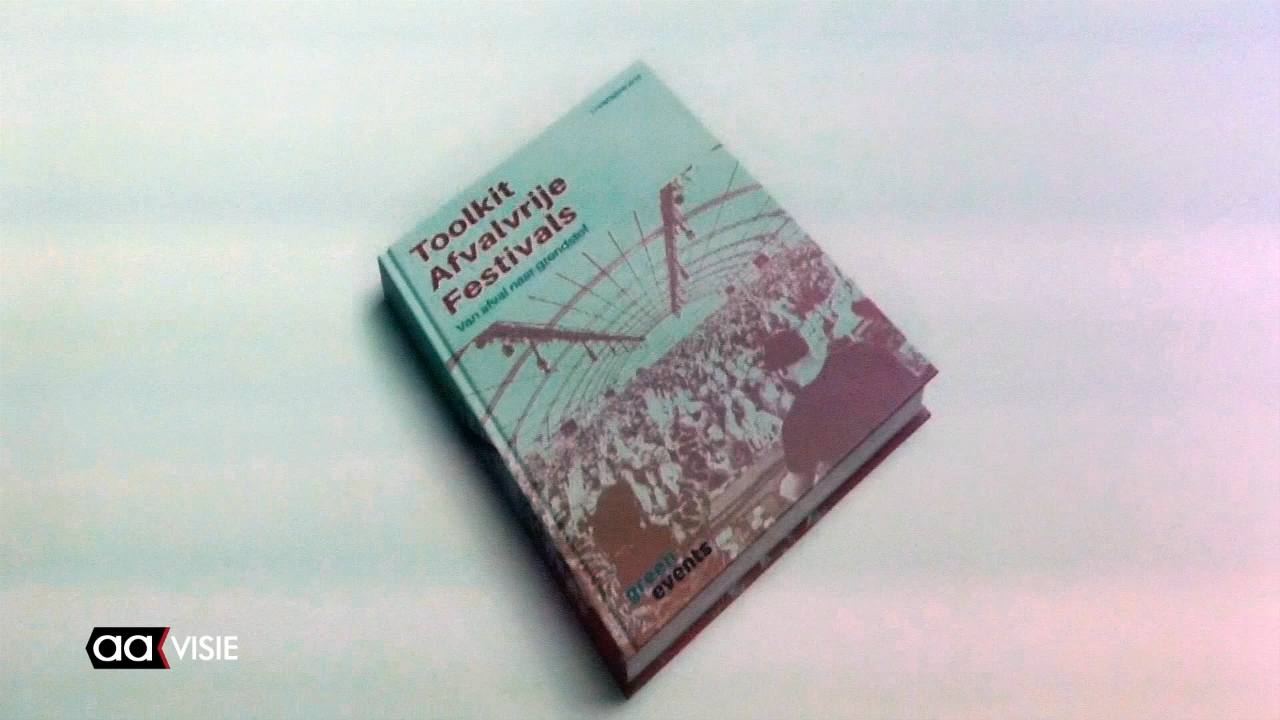 Toolkit
Afvalvrije
Festivals
Van afval naar grondstof
green
events
aa VISIE